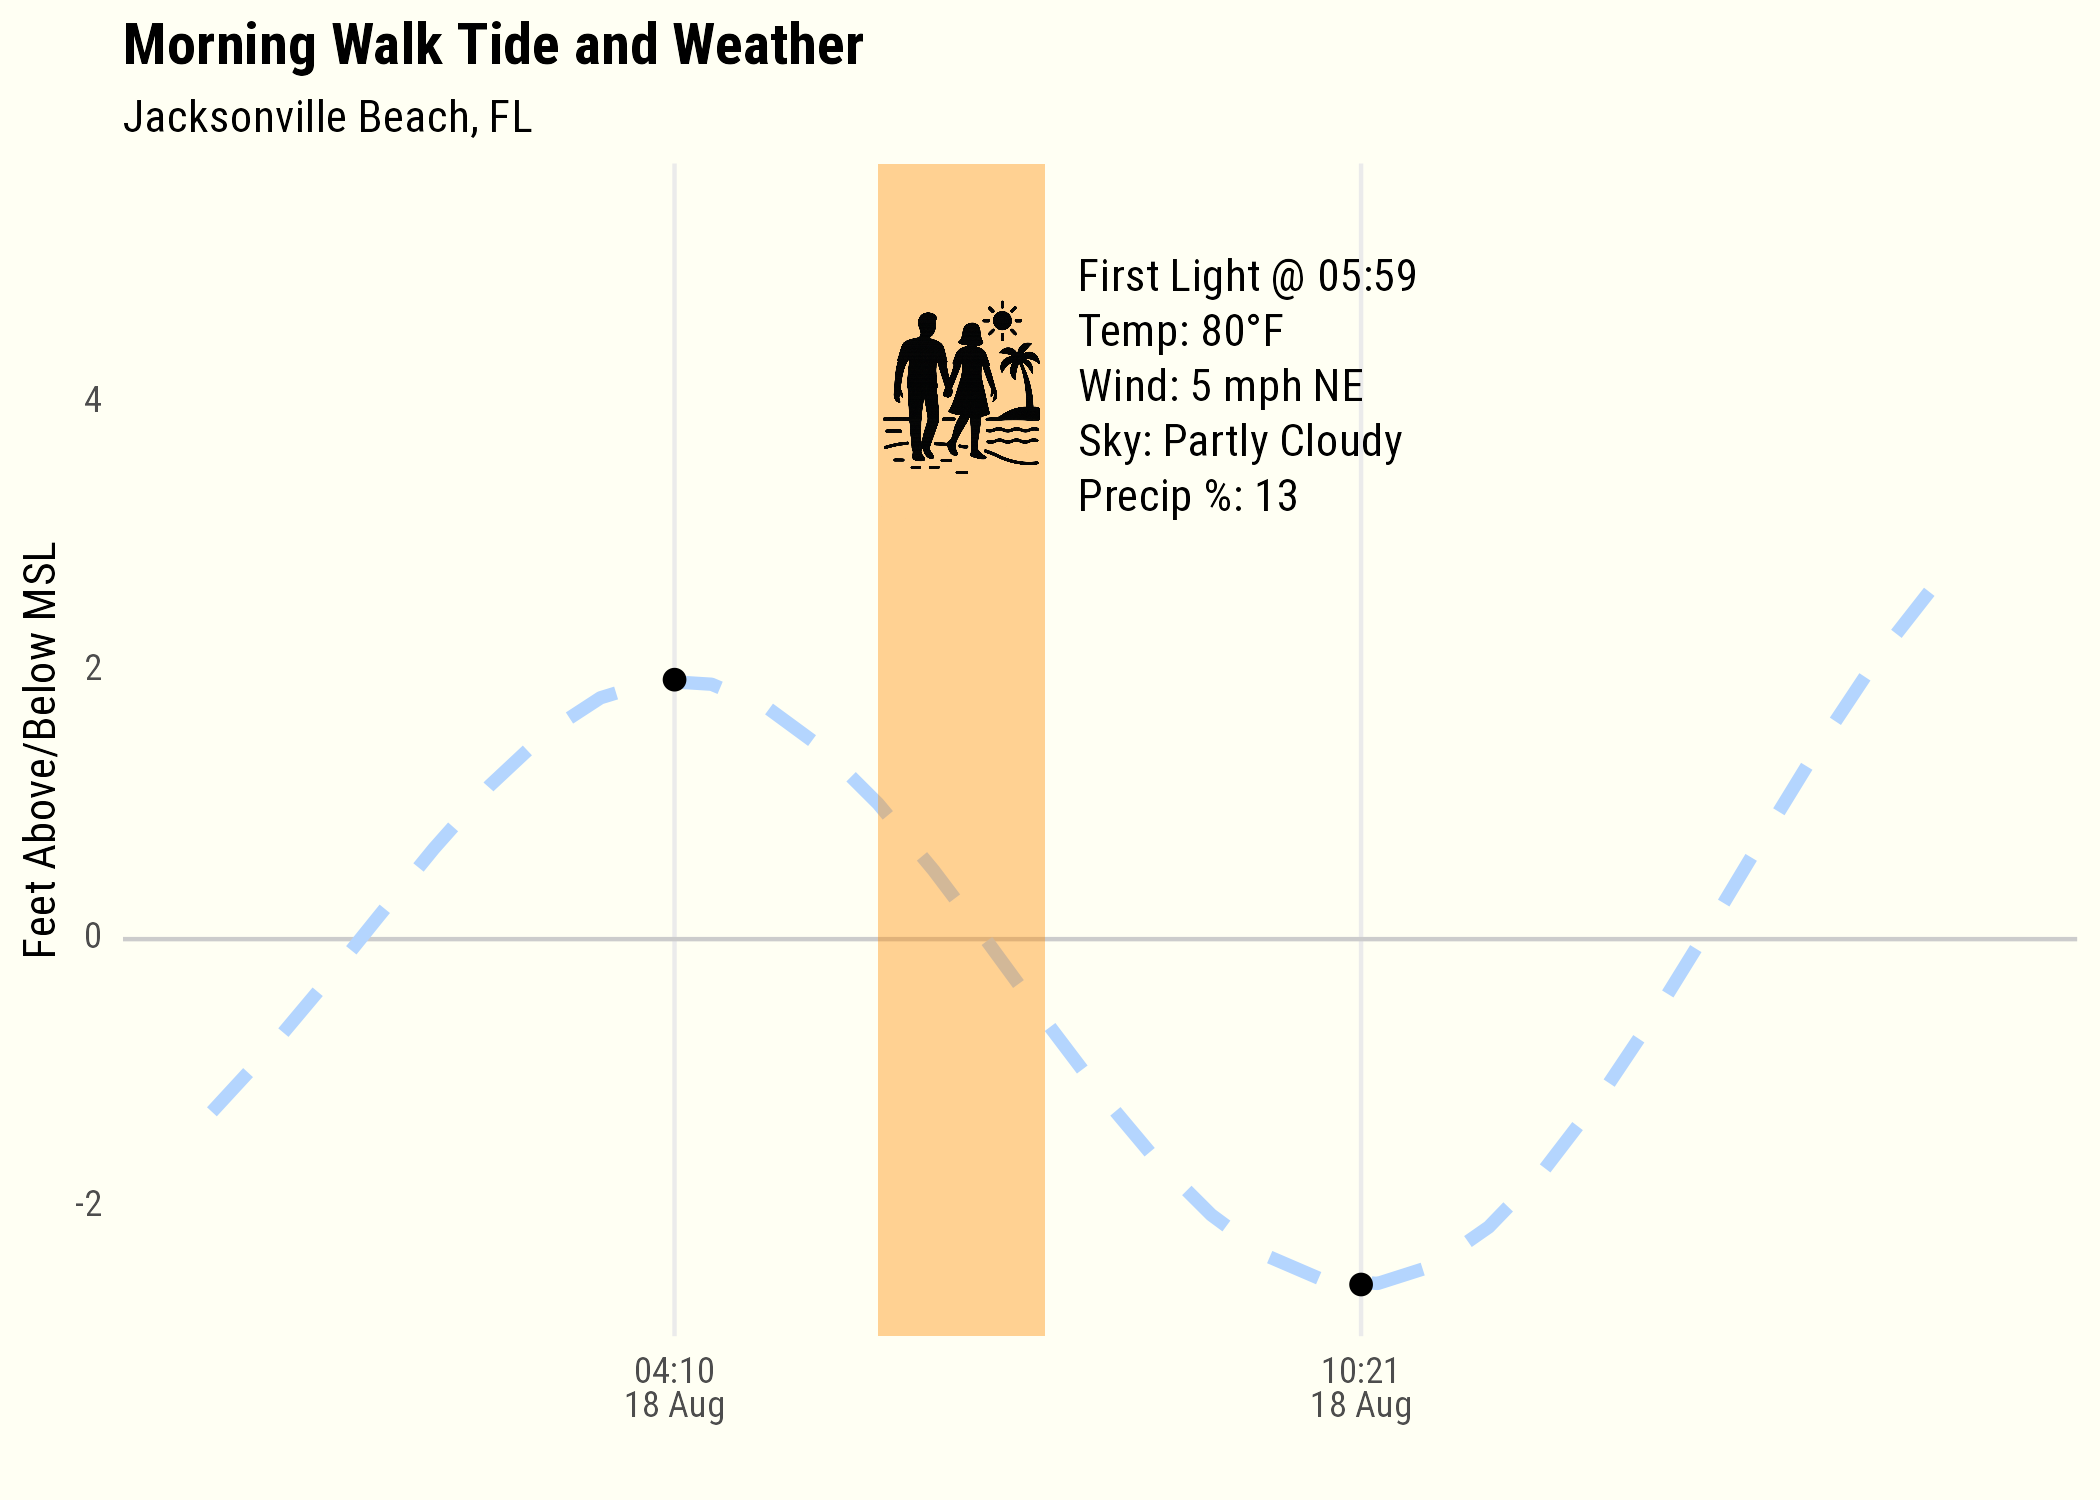 Morning Walk Tide and Weather
Jacksonville Beach, FL
First Light @ 05:59
Temp: 80°F
Wind: 5 mph NE
Sky: Partly Cloudy
Precip %: 13
Feet Above/Below MSL
4
2
0
-2
04:10
18 Aug
10:21
18 Aug